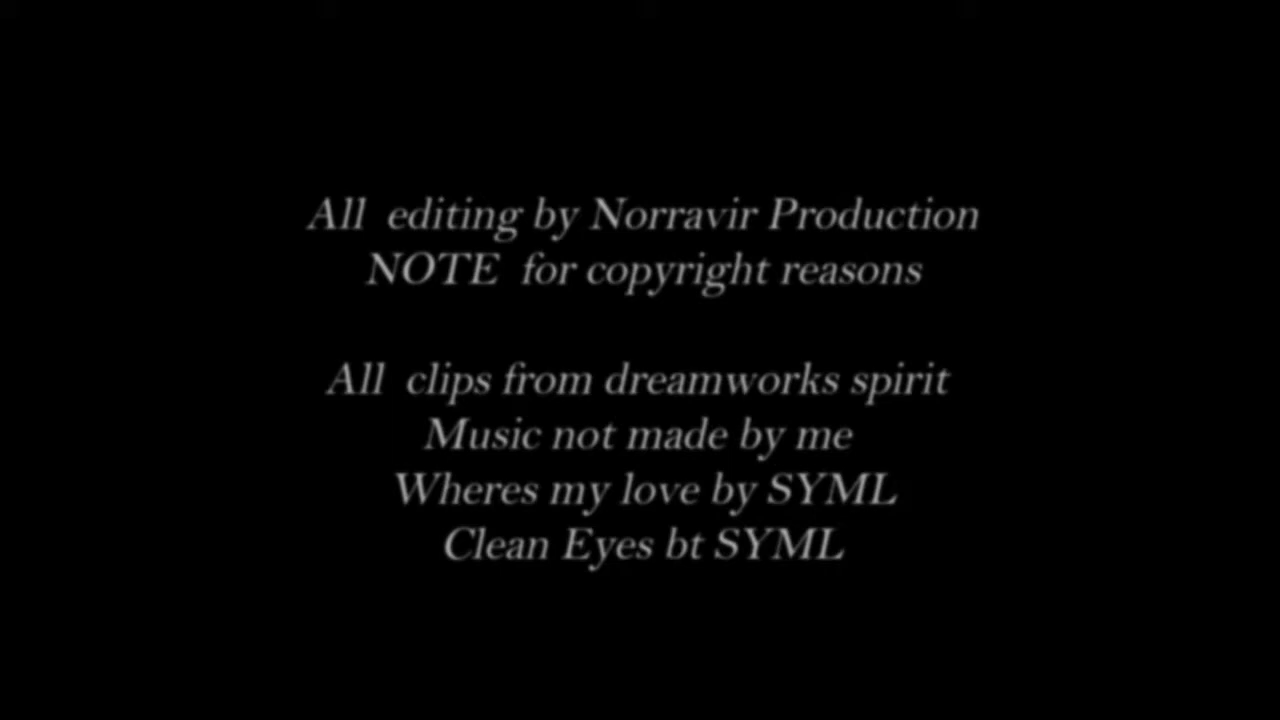 All editing by Norravir Production
NOTE for copyright reasons
All clips from dreamworks spirit
Music not made by me
Wheres my love by SYML
Clean Eyes bt SYML